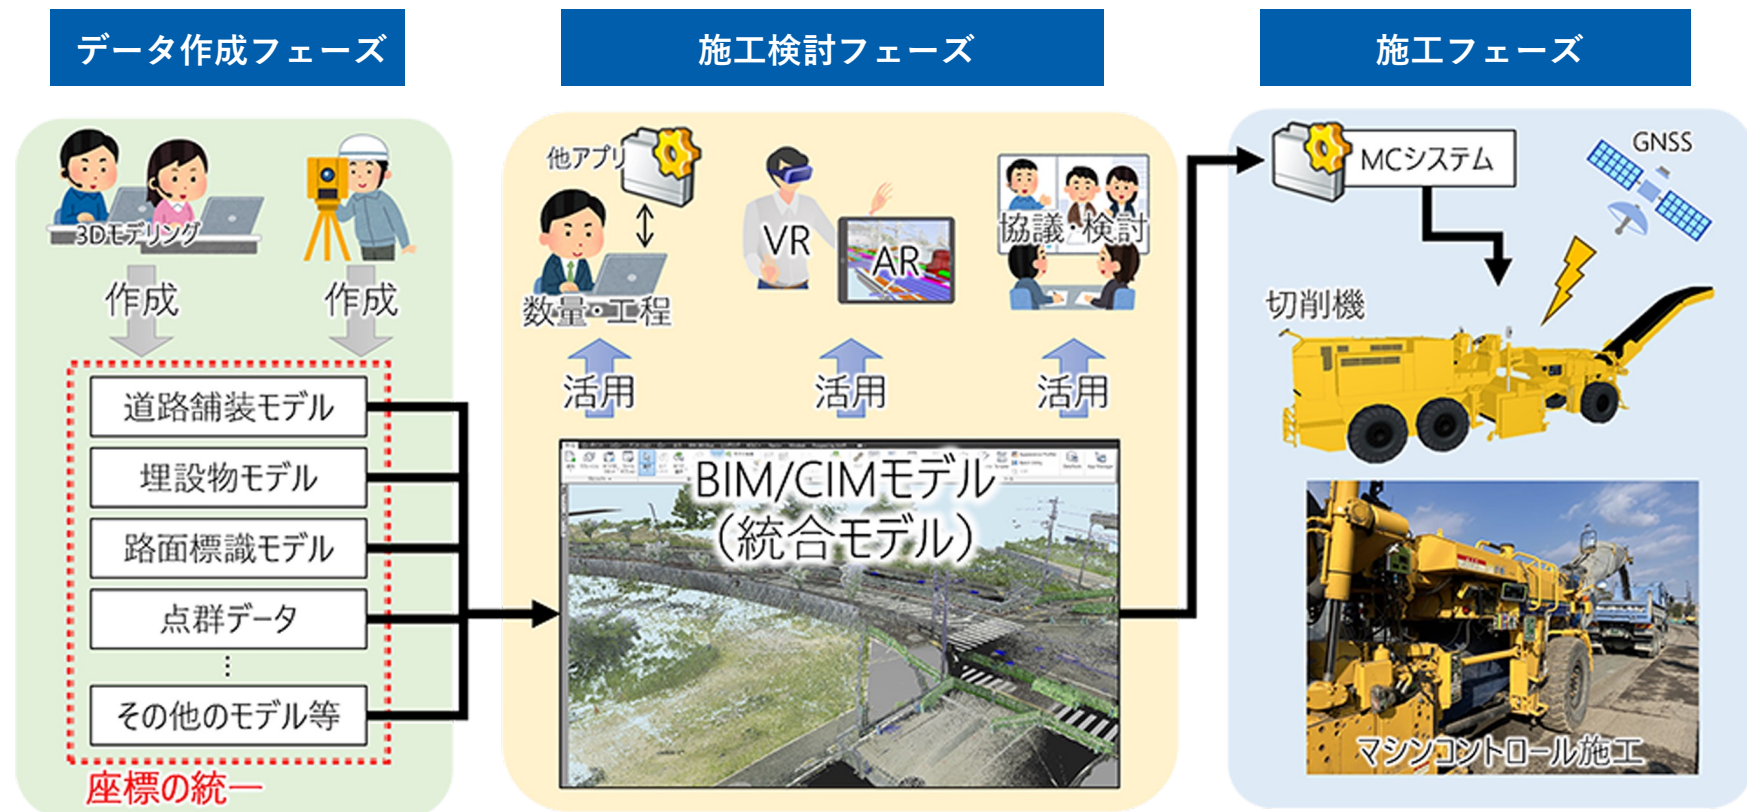 データ作成フェーズ
3Dモデリング
作成
作成
道路舗装モデル
埋設物モデル
路面標識モデル
点群データ
⋮
その他のモデル等
座標の統一
施工検討フェーズ
他アプリ
数量・工程
VR
AR
協議・検討
活用
活用
活用
BIM/CIMモデル
（統合モデル）
施工フェーズ
MCシステム
GNSS
切削機
マシンコントロール施工